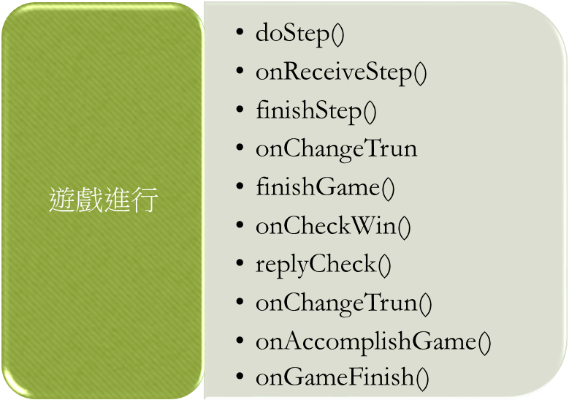 遊戲進行
• doStep()
• onReceiveStep()
• finishStep()
• onChangeTrun
• finishGame()
• onCheckWin()
• replyCheck()
• onChangeTrun()
• onAccomplishGame()
• onGameFinish()